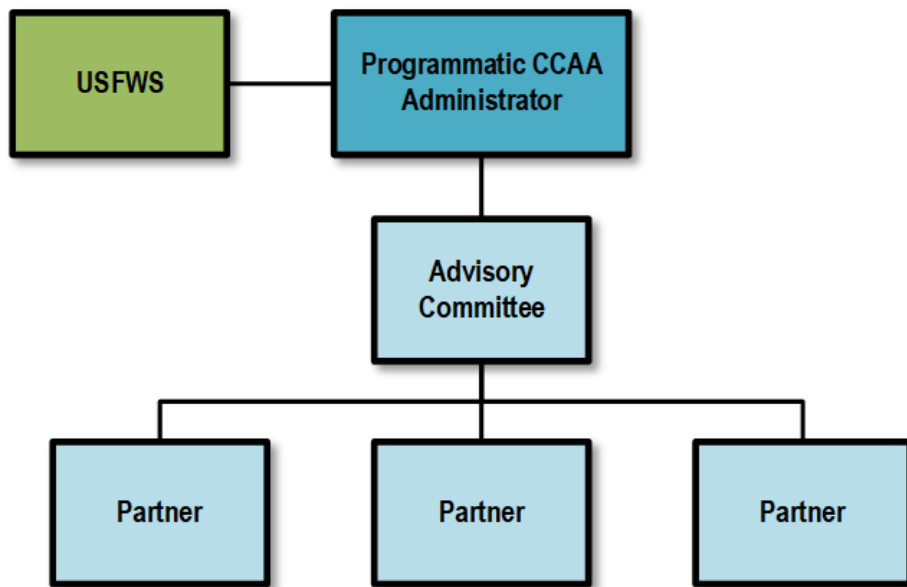 USFWS
Programmatic CCAA
Administrator
Advisory
Committee
Partner
Partner
Partner